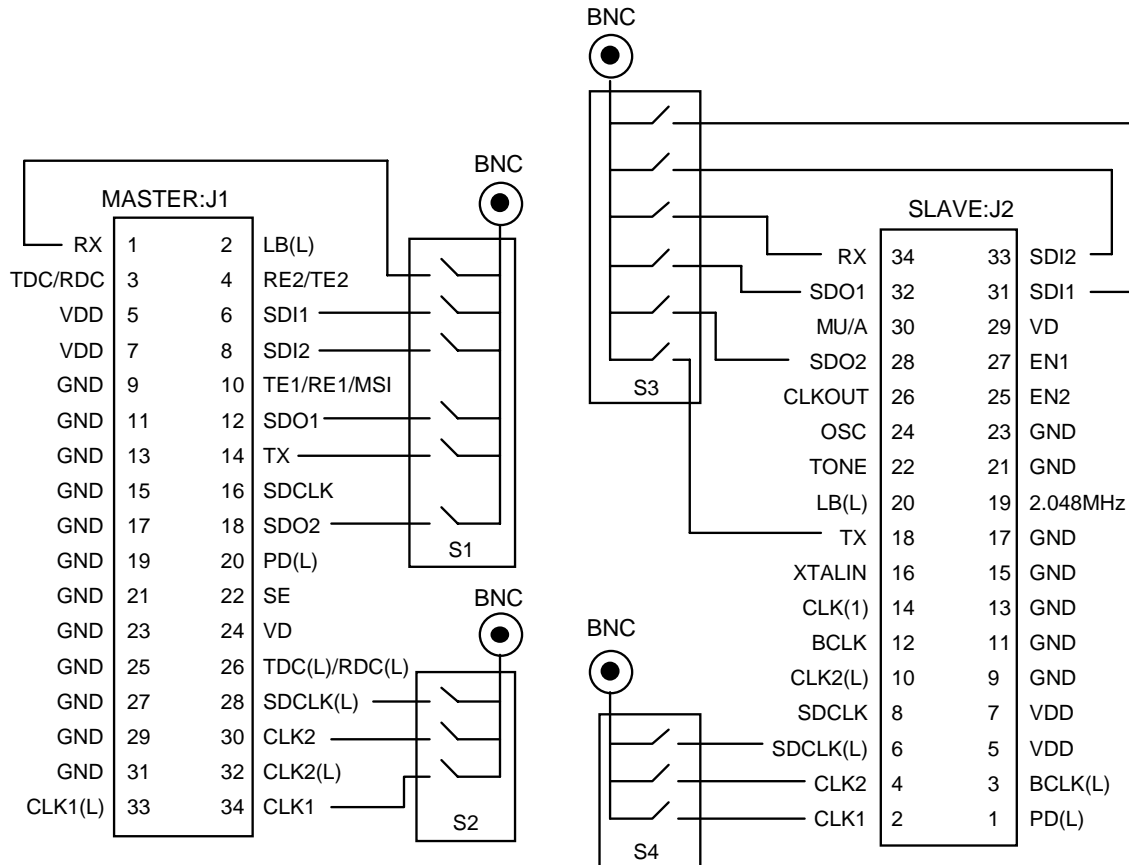 BNC
BNC
MASTER:J1
RX 1 2 LB(L)
TDC/RDC 3 4 RE2/TE2
VDD 5 6 SDI1
VDD 7 8 SDI2
GND 9 10 TE1/RE1/MSI
GND 11 12 SDO1
GND 13 14 TX
GND 15 16 SDCLK
GND 17 18 SDO2
GND 19 20 PD(L)
GND 21 22 SE
GND 23 24 VD
GND 25 26 TDC(L)/RDC(L)
GND 27 28 SDCLK(L)
GND 29 30 CLK2
GND 31 32 CLK2(L)
CLK1(L) 33 34 CLK1
S1
BNC
S2
SLAVE:J2
RX 34 33 SDI2
SDO1 32 31 SDI1
MU/A 30 29 VD
SDO2 28 27 EN1
CLKOUT 26 25 EN2
OSC 24 23 GND
TONE 22 21 GND
LB(L) 20 19 2.048MHz
TX 18 17 GND
XTALIN 16 15 GND
CLK(1) 14 13 GND
BCLK 12 11 GND
CLK2(L) 10 9 GND
SDCLK 8 7 VDD
SDCLK(L) 6 5 VDD
CLK2 4 3 BCLK(L)
CLK1 2 1 PD(L)
S3
BNC
S4